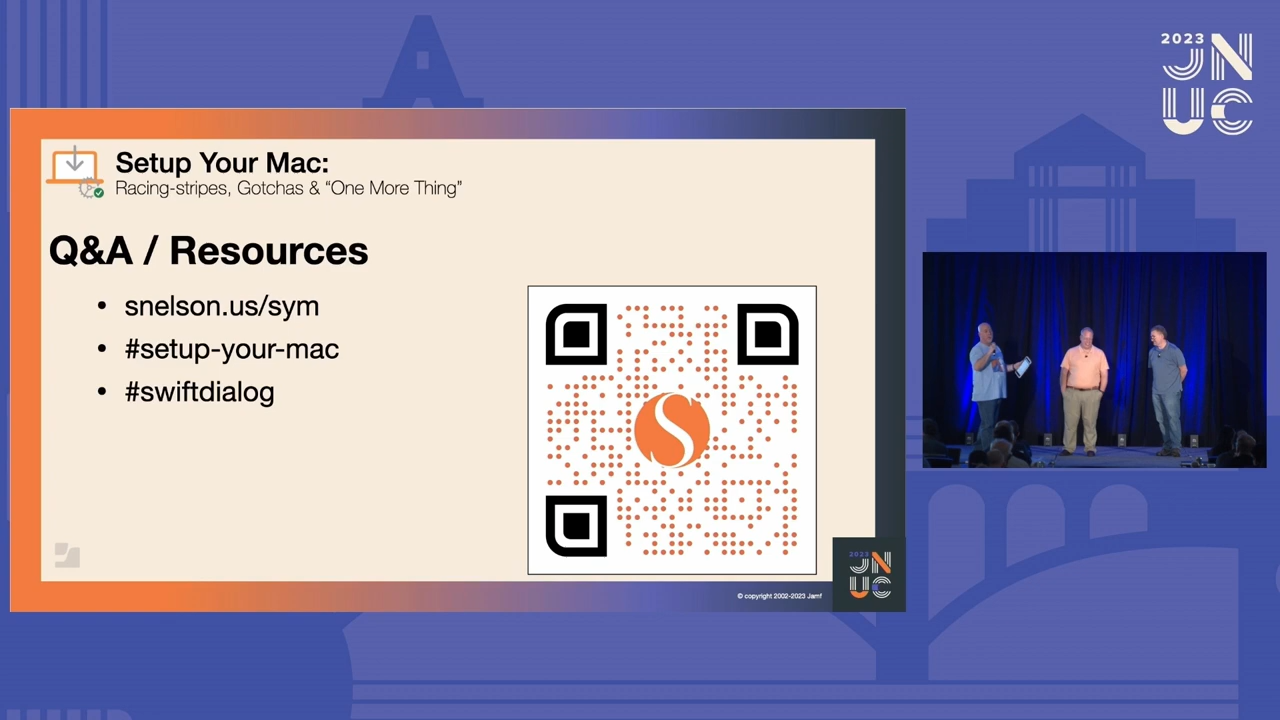 2023
JN
UC
Setup Your Mac:
Racing-stripes, Gotchas & “One More Thing”
Q&A / Resources
• snelson.us/sym
• #setup-your-mac
• #swiftdialog
S
2023
JN
UC
© copyright 2002-2023 Jamf